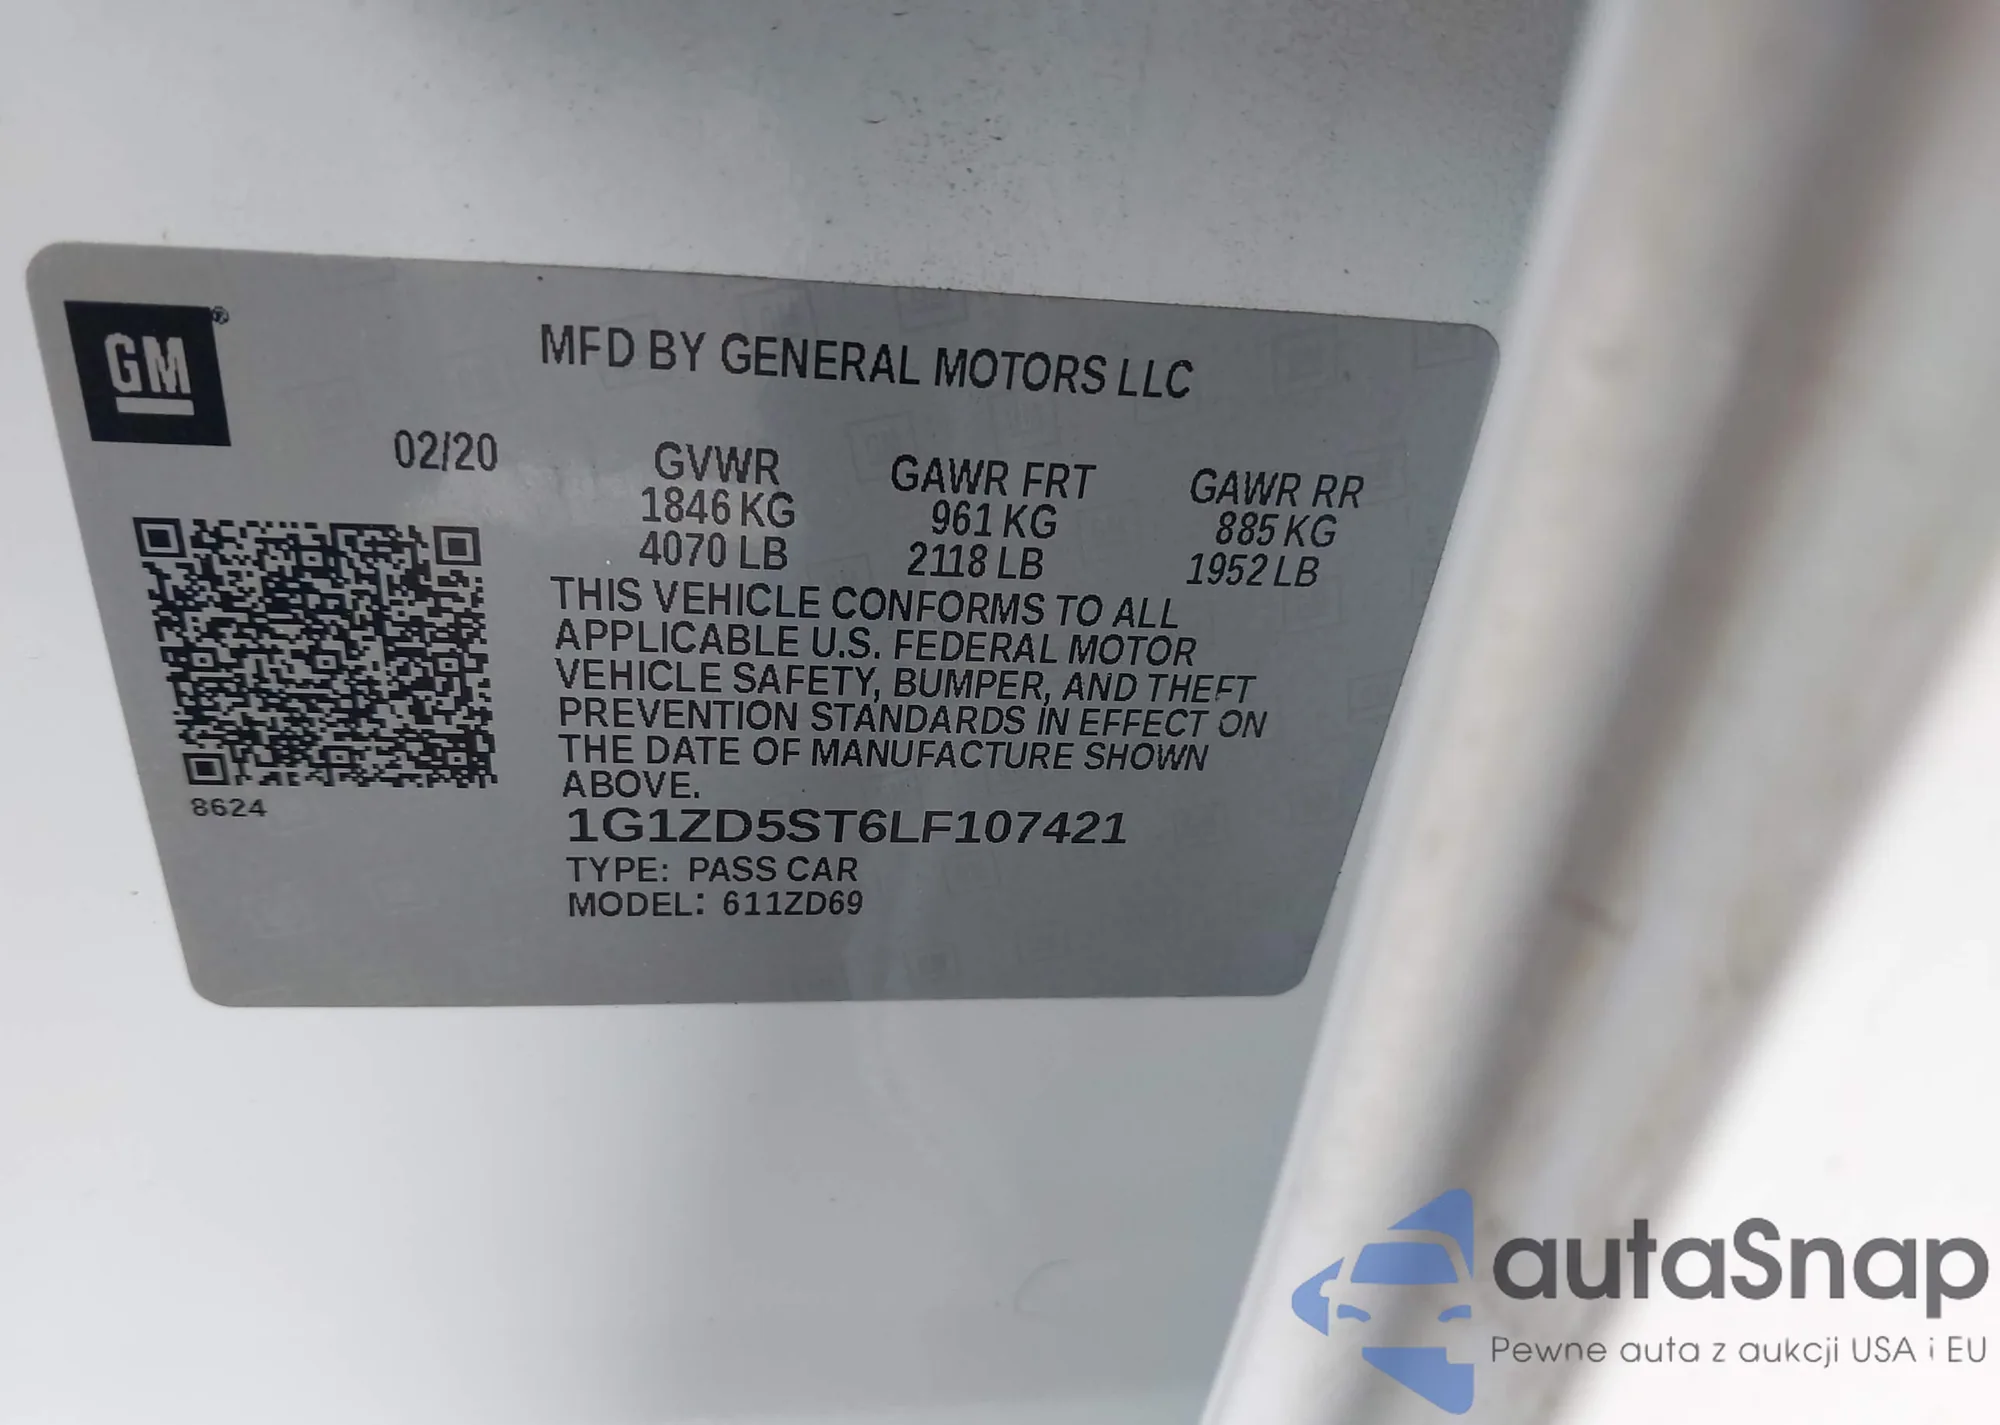 GM
®
MFD BY GENERAL MOTORS LLC
02/20
GVWR GAWR FRT GAWR RR
1846 KG 961 KG 885 KG
4070 LB 2118 LB 1952 LB
THIS VEHICLE CONFORMS TO ALL
APPLICABLE U.S. FEDERAL MOTOR
VEHICLE SAFETY, BUMPER, AND THEFT
PREVENTION STANDARDS IN EFFECT ON
THE DATE OF MANUFACTURE SHOWN
ABOVE.
8624
1G1ZD5ST6LF107421
TYPE: PASS CAR
MODEL: 611ZD69
autaSnap
Pewne auta z aukcji USA i EU